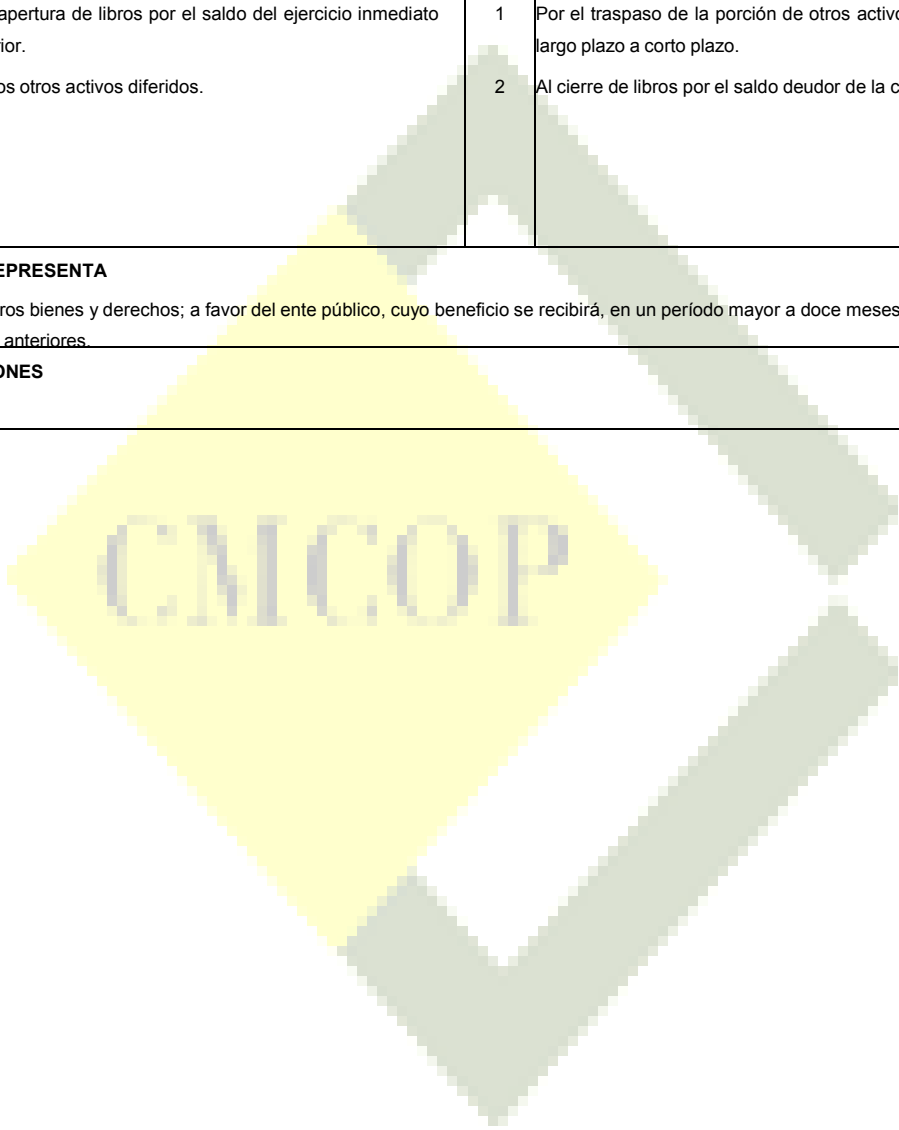 apertura de libros por el saldo del ejercicio inmediato
ior.
os otros activos diferidos.
1 Por el traspaso de la porción de otros activo
largo plazo a corto plazo.
2 Al cierre de libros por el saldo deudor de la c
EPRESENTA
ros bienes y derechos; a favor del ente público, cuyo beneficio se recibirá, en un período mayor a doce meses
anteriores.
ONES
CMCOP